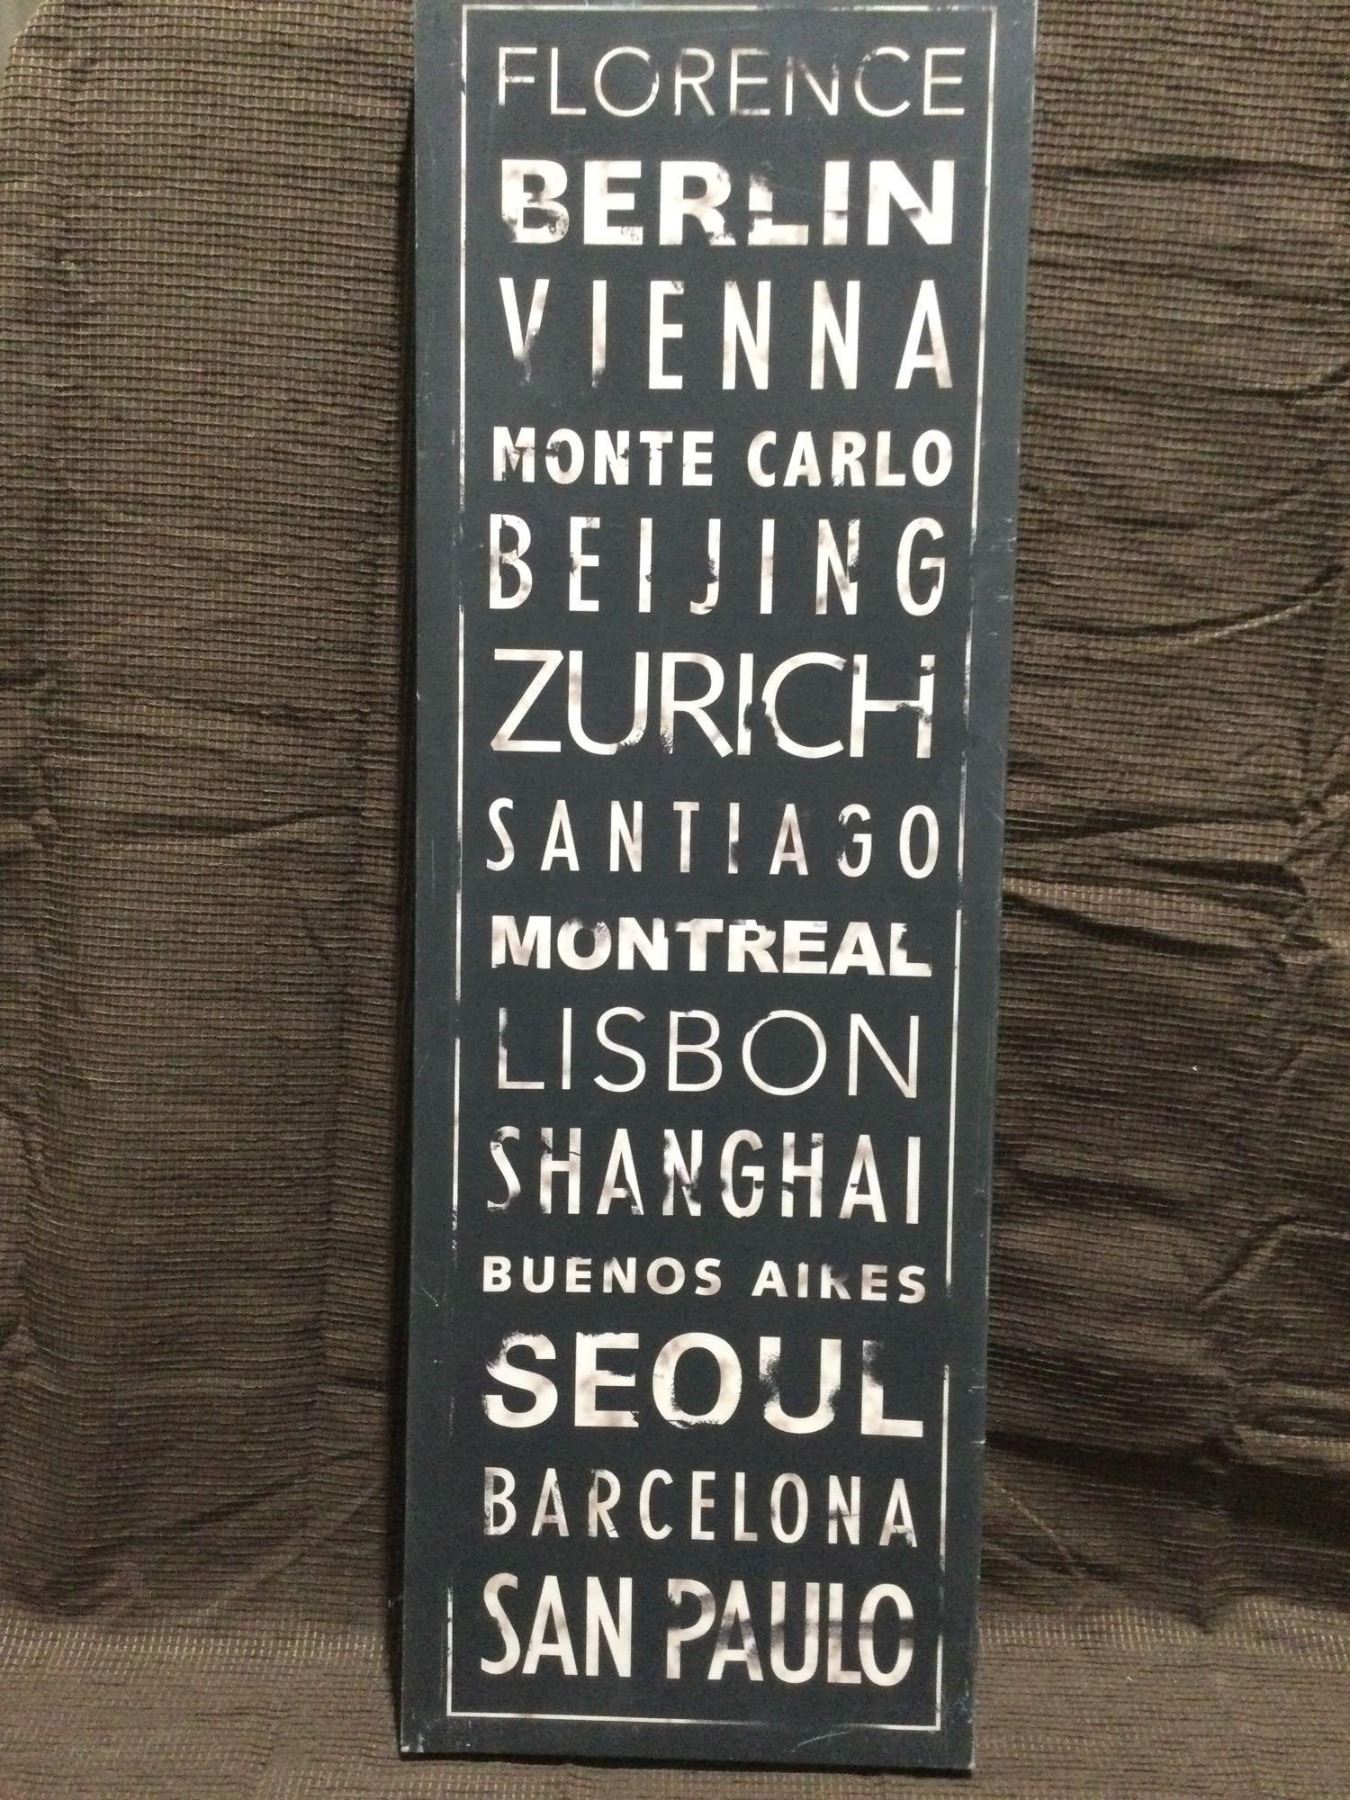 FLORENCE
BERLIN
VIENNA
MONTE CARLO
BEIJING
ZURICH
SANTIAGO
MONTREAL
LISBON
SHANGHAI
BUENOS AIRES
SEOUL
BARCELONA
SAN PAULO